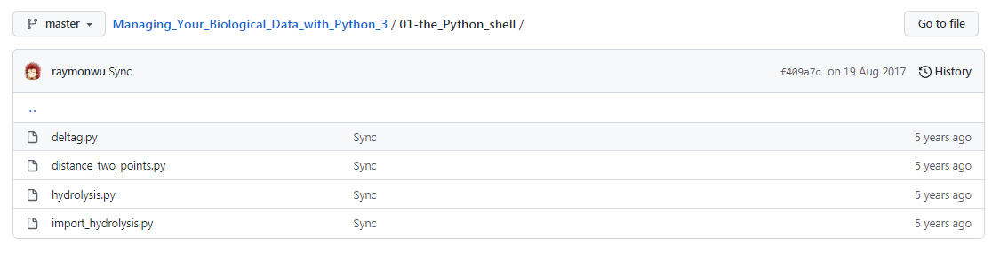 master Managing_Your_Biological_Data_with_Python_3 / 01-the_Python_shell / Go to file
raymonwu Sync f409a7d on 19 Aug 2017 History
..
deltag.py Sync 5 years ago
distance_two_points.py Sync 5 years ago
hydrolysis.py Sync 5 years ago
import_hydrolysis.py Sync 5 years ago